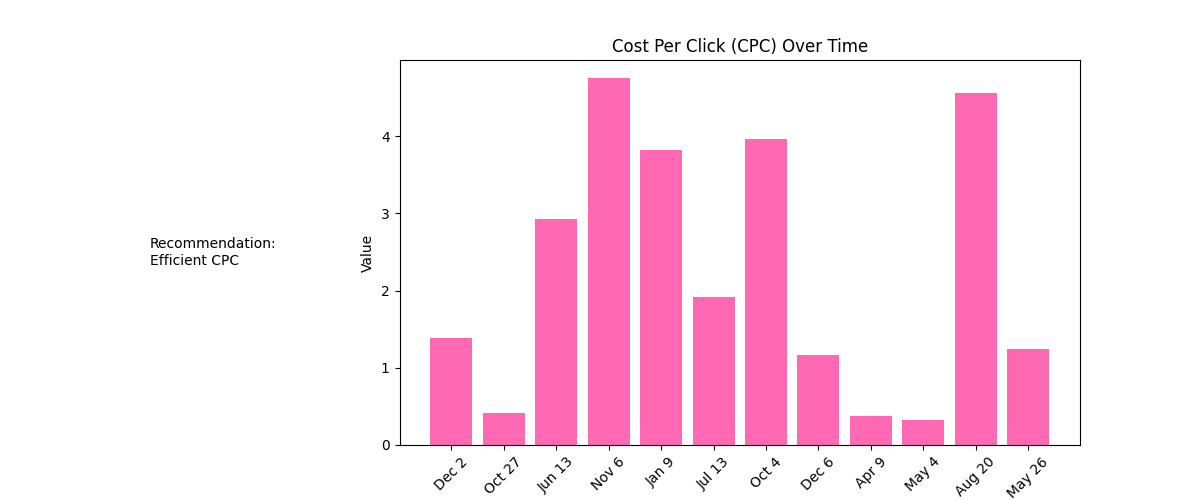 Cost Per Click (CPC) Over Time
Recommendation:
Efficient CPC
Value
4
3
2
1
0
Dec 2
Oct 27
Jun 13
Nov 6
Jan 9
Jul 13
Oct 4
Dec 6
Apr 9
May 4
Aug 20
May 26